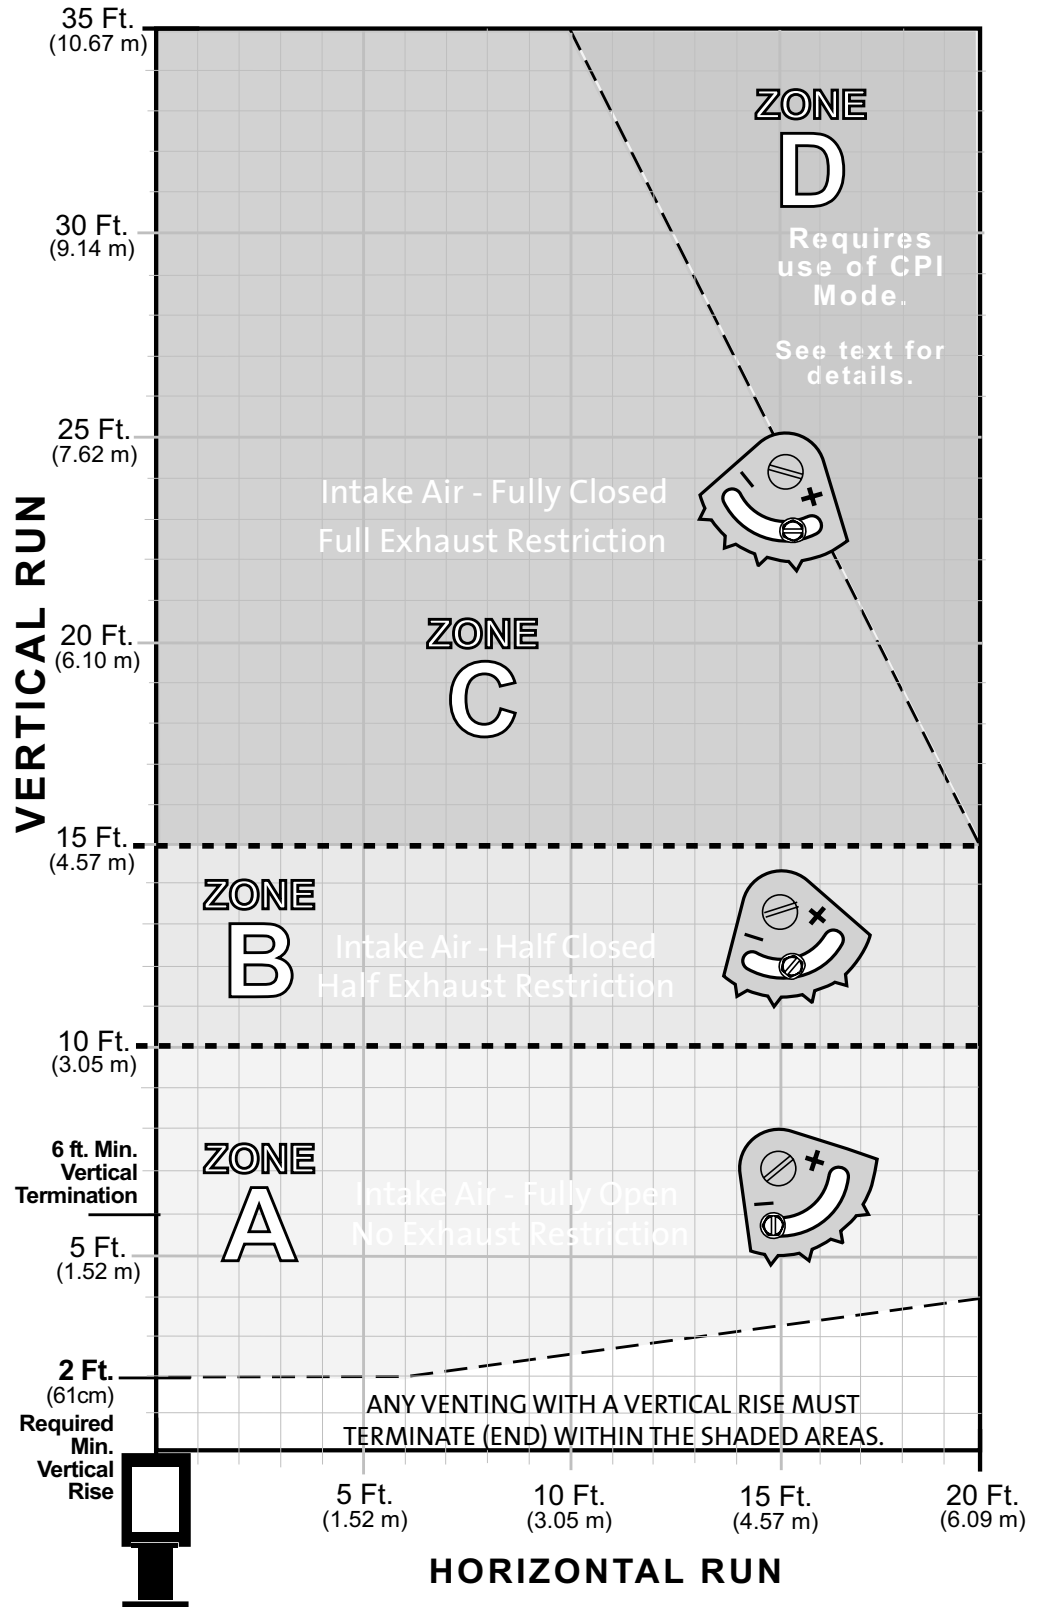 35 Ft.
(10.67 m)
ZONE
D
Requires
use of CPI
Mode.
See text for
details.
30 Ft.
(9.14 m)
25 Ft.
(7.62 m)
Intake Air - Fully Closed
Full Exhaust Restriction
- +
VERTICAL RUN
20 Ft.
(6.10 m)
ZONE
C
15 Ft.
(4.57 m)
ZONE
B
Intake Air - Half Closed
Half Exhaust Restriction
- +
10 Ft.
(3.05 m)
6 ft. Min.
Vertical
Termination
ZONE
A
Intake Air - Fully Open
No Exhaust Restriction
- +
5 Ft.
(1.52 m)
2 Ft.
(61cm)
Required
Min.
Vertical
Rise
ANY VENTING WITH A VERTICAL RISE MUST
TERMINATE (END) WITHIN THE SHADED AREAS.
5 Ft.
(1.52 m)
10 Ft.
(3.05 m)
15 Ft.
(4.57 m)
20 Ft.
(6.09 m)
HORIZONTAL RUN